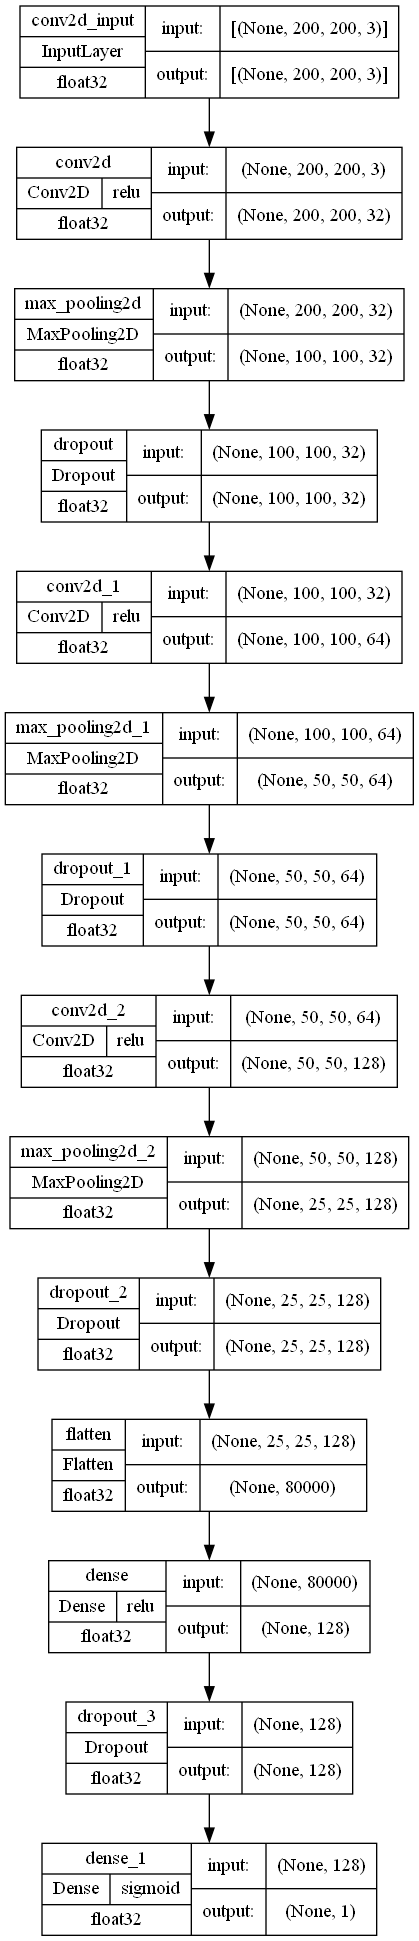 conv2d_input
InputLayer
float32
input:
[(None, 200, 200, 3)]
output:
[(None, 200, 200, 3)]
conv2d
Conv2D
relu
float32
input:
(None, 200, 200, 3)
output:
(None, 200, 200, 32)
max_pooling2d
MaxPooling2D
float32
input:
(None, 200, 200, 32)
output:
(None, 100, 100, 32)
dropout
Dropout
float32
input:
(None, 100, 100, 32)
output:
(None, 100, 100, 32)
conv2d_1
Conv2D
relu
float32
input:
(None, 100, 100, 32)
output:
(None, 100, 100, 64)
max_pooling2d_1
MaxPooling2D
float32
input:
(None, 100, 100, 64)
output:
(None, 50, 50, 64)
dropout_1
Dropout
float32
input:
(None, 50, 50, 64)
output:
(None, 50, 50, 64)
conv2d_2
Conv2D
relu
float32
input:
(None, 50, 50, 64)
output:
(None, 50, 50, 128)
max_pooling2d_2
MaxPooling2D
float32
input:
(None, 50, 50, 128)
output:
(None, 25, 25, 128)
dropout_2
Dropout
float32
input:
(None, 25, 25, 128)
output:
(None, 25, 25, 128)
flatten
Flatten
float32
input:
(None, 25, 25, 128)
output:
(None, 80000)
dense
Dense
relu
float32
input:
(None, 80000)
output:
(None, 128)
dropout_3
Dropout
float32
input:
(None, 128)
output:
(None, 128)
dense_1
Dense
sigmoid
float32
input:
(None, 128)
output:
(None, 1)